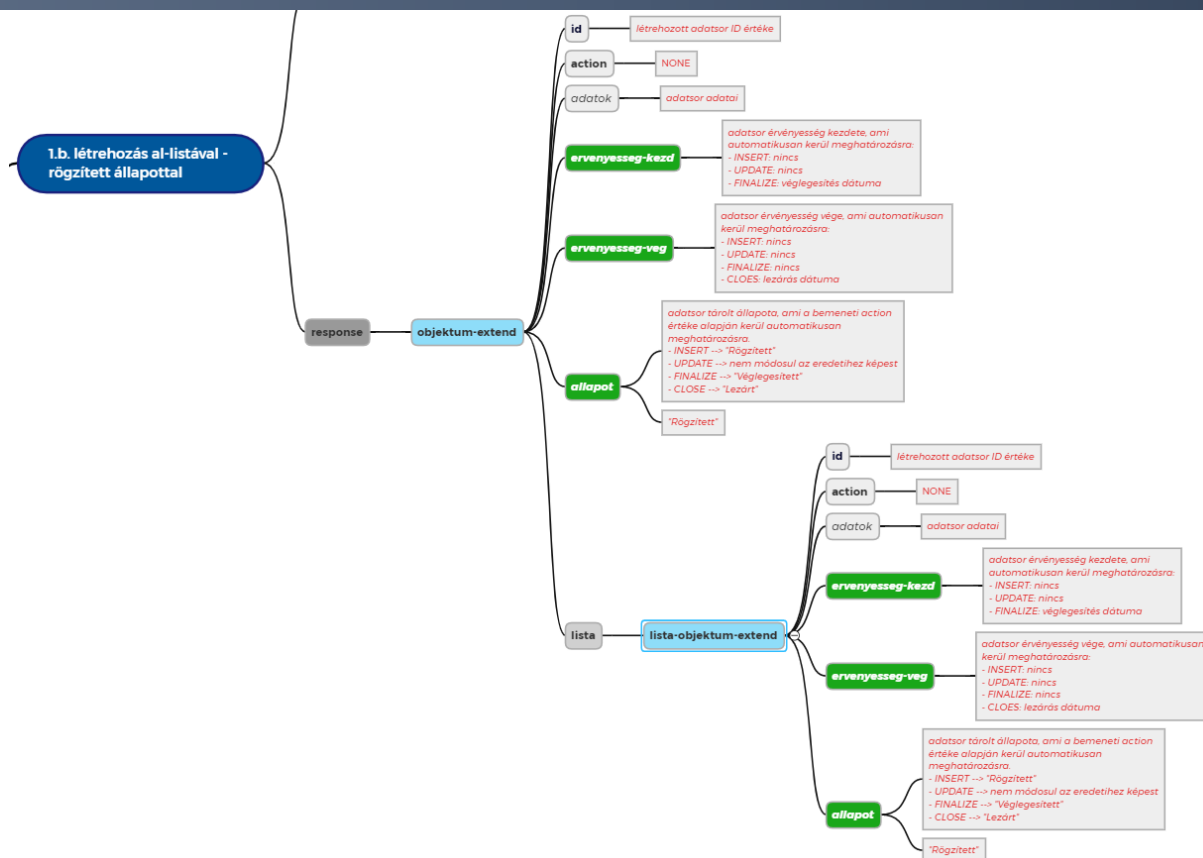 1.b. létrehozás al-listával -
rögzített állapottal
response
objektum-extend
id
létrehozott adatsor ID értéke
action
NONE
adatok
adatsor adatai
ervenyesseg-kezd
adatsor érvényesség kezdete, ami
automatikusan kerül meghatározásra:
- INSERT: nincs
- UPDATE: nincs
- FINALIZE: véglegesítés dátuma
ervenyesseg-veg
adatsor érvényesség vége, ami automatikusan
kerül meghatározásra:
- INSERT: nincs
- UPDATE: nincs
- FINALIZE: nincs
- CLOES: lezárás dátuma
allapot
adatsor tárolt állapota, ami a bemeneti action
értéke alapján kerül automatikusan
meghatározásra.
- INSERT --> "Rögzített"
- UPDATE --> nem módosul az eredetihez képest
- FINALIZE --> "Véglegesített"
- CLOSE --> "Lezárt"
"Rögzített"
lista
lista-objektum-extend
id
létrehozott adatsor ID értéke
action
NONE
adatok
adatsor adatai
ervenyesseg-kezd
adatsor érvényesség kezdete, ami
automatikusan kerül meghatározásra:
- INSERT: nincs
- UPDATE: nincs
- FINALIZE: véglegesítés dátuma
ervenyesseg-veg
adatsor érvényesség vége, ami automatikusan
kerül meghatározásra:
- INSERT: nincs
- UPDATE: nincs
- FINALIZE: nincs
- CLOES: lezárás dátuma
allapot
adatsor tárolt állapota, ami a bemeneti action
értéke alapján kerül automatikusan
meghatározásra.
- INSERT --> "Rögzített"
- UPDATE --> nem módosul az eredetihez képest
- FINALIZE --> "Véglegesített"
- CLOSE --> "Lezárt"
"Rögzített"